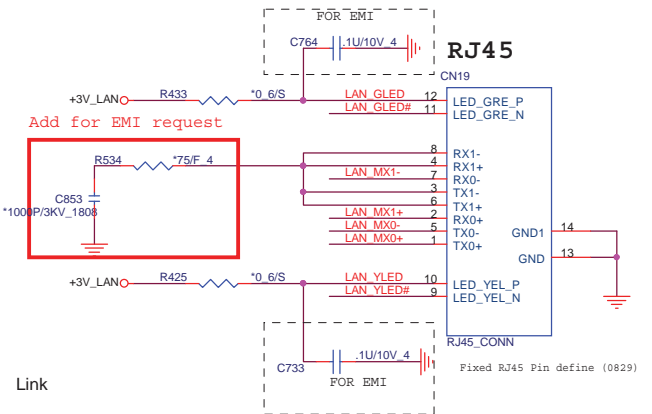 FOR EMI
C764 .1U/10V_4
RJ45
CN19
+3V_LAN R433 *0_6/S LAN_GLED 12 LED_GRE_P
LAN_GLED# 11 LED_GRE_N
Add for EMI request
8 RX1-
R534 *75/F_4 4 RX1+
LAN_MX1- 7 RX0-
3 TX1-
C853 6 TX1+
*1000P/3KV_1808 LAN_MX1+ 2 RX0+
LAN_MX0- 5 TX0- GND1 14
LAN_MX0+ 1 TX0+
GND 13
+3V_LAN R425 *0_6/S LAN_YLED 10 LED_YEL_P
LAN_YLED# 9 LED_YEL_N
RJ45_CONN
C733 .1U/10V_4
Fixed RJ45 Pin define (0829)
Link FOR EMI